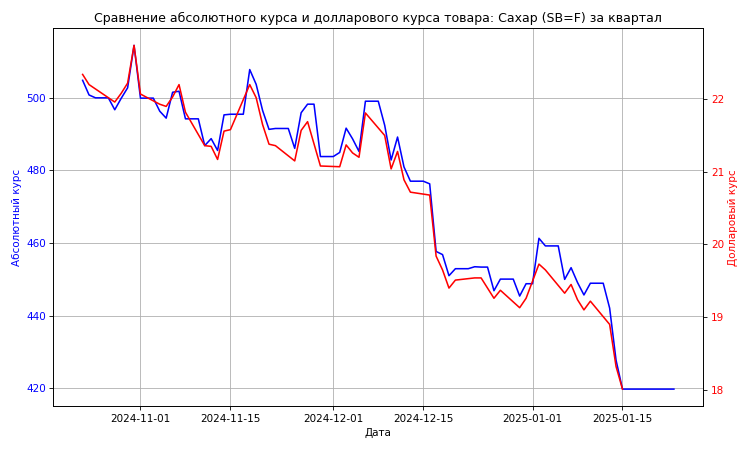 Сравнение абсолютного курса и долларового курса товара: Сахар (SB=F) за квартал
Абсолютный курс
500
480
460
440
420
22
21
20
19
18
Долларовый курс
2024-11-01 2024-11-15 2024-12-01 2024-12-15 2025-01-01 2025-01-15
Дата